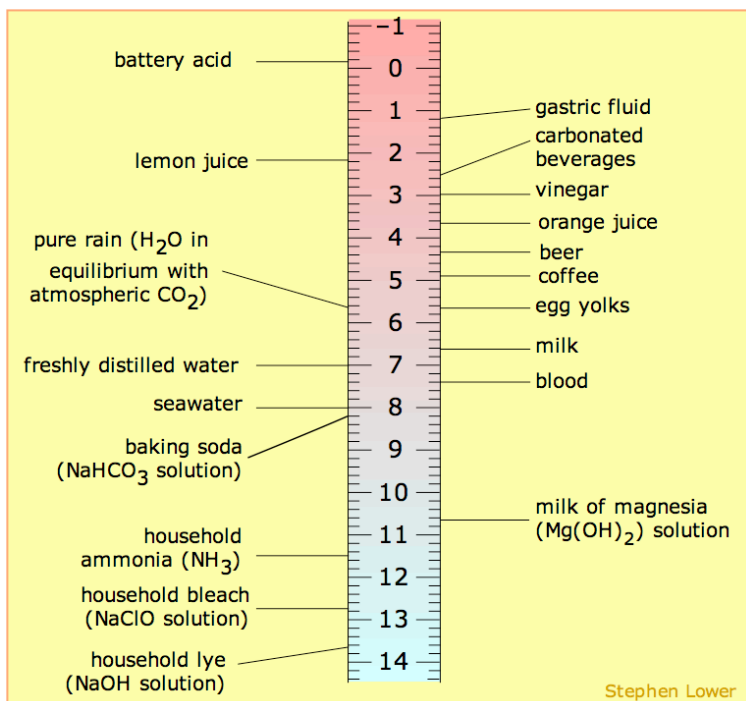 battery acid
lemon juice
pure rain (H₂O in
equilibrium with
atmospheric CO₂)
freshly distilled water
seawater
baking soda
(NaHCO₃ solution)
household
ammonia (NH₃)
household bleach
(NaClO solution)
household lye
(NaOH solution)
−1
0
1
2
3
4
5
6
7
8
9
10
11
12
13
14
gastric fluid
carbonated
beverages
vinegar
orange juice
beer
coffee
egg yolks
milk
blood
milk of magnesia
(Mg(OH)₂) solution
Stephen Lower